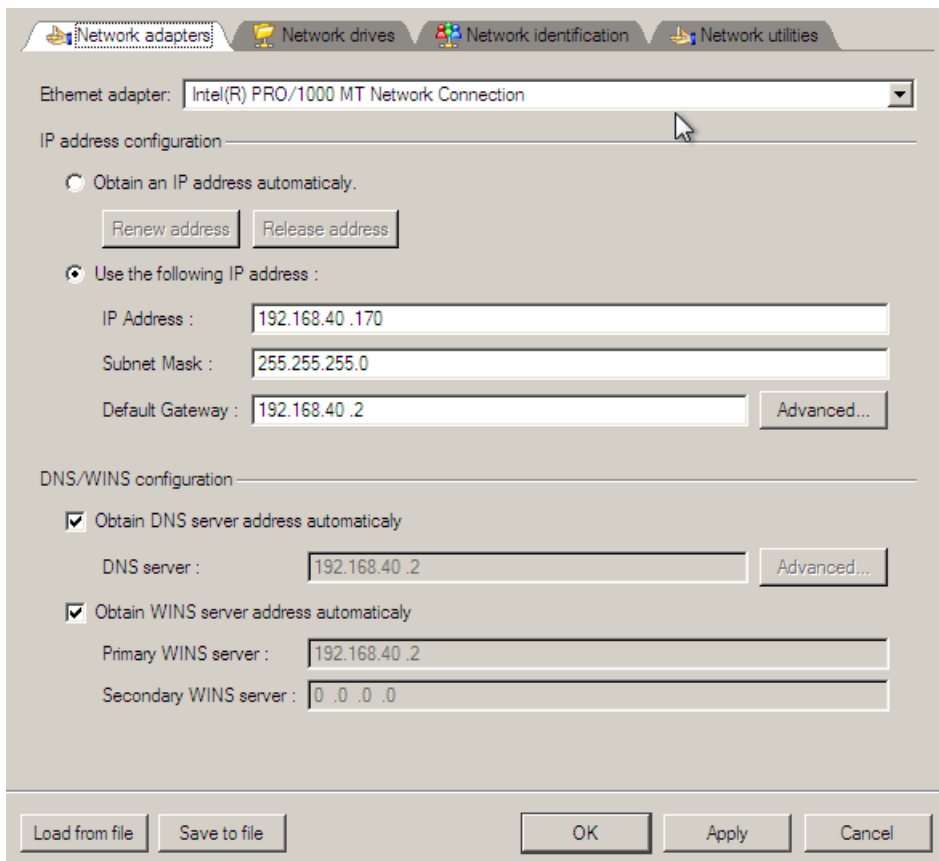 Network adapters Network drives Network identification Network utilities
Ethernet adapter: Intel(R) PRO/1000 MT Network Connection
IP address configuration
Obtain an IP address automaticaly.
Renew address Release address
Use the following IP address :
IP Address : 192.168.40 .170
Subnet Mask : 255.255.255.0
Default Gateway : 192.168.40 .2 Advanced...
DNS/WINS configuration
Obtain DNS server address automaticaly
DNS server : 192.168.40 .2 Advanced...
Obtain WINS server address automaticaly
Primary WINS server : 192.168.40 .2
Secondary WINS server : 0 .0 .0 .0
Load from file Save to file OK Apply Cancel